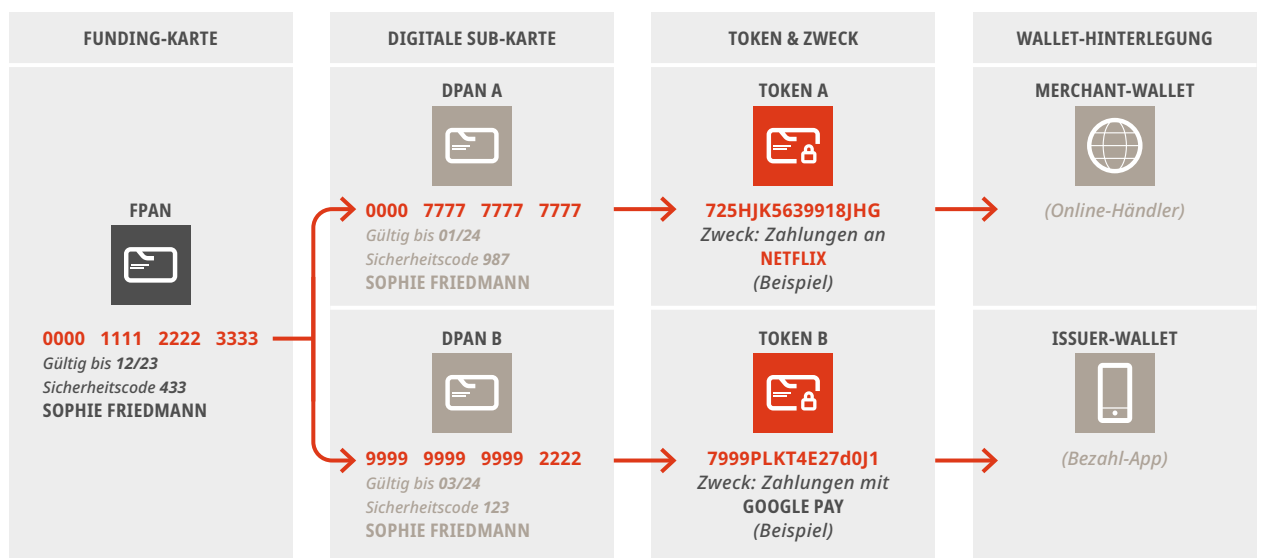 FUNDING-KARTE
DIGITALE SUB-KARTE
TOKEN & ZWECK
WALLET-HINTERLEGUNG
FPAN
0000 1111 2222 3333
Gültig bis 12/23
Sicherheitscode 433
SOPHIE FRIEDMANN
DPAN A
0000 7777 7777 7777
Gültig bis 01/24
Sicherheitscode 987
SOPHIE FRIEDMANN
TOKEN A
725HJK5639918JHG
Zweck: Zahlungen an
NETFLIX
(Beispiel)
MERCHANT-WALLET
(Online-Händler)
DPAN B
9999 9999 9999 2222
Gültig bis 03/24
Sicherheitscode 123
SOPHIE FRIEDMANN
TOKEN B
7999PLKT4E27d0J1
Zweck: Zahlungen mit
GOOGLE PAY
(Beispiel)
ISSUER-WALLET
(Bezahl-App)